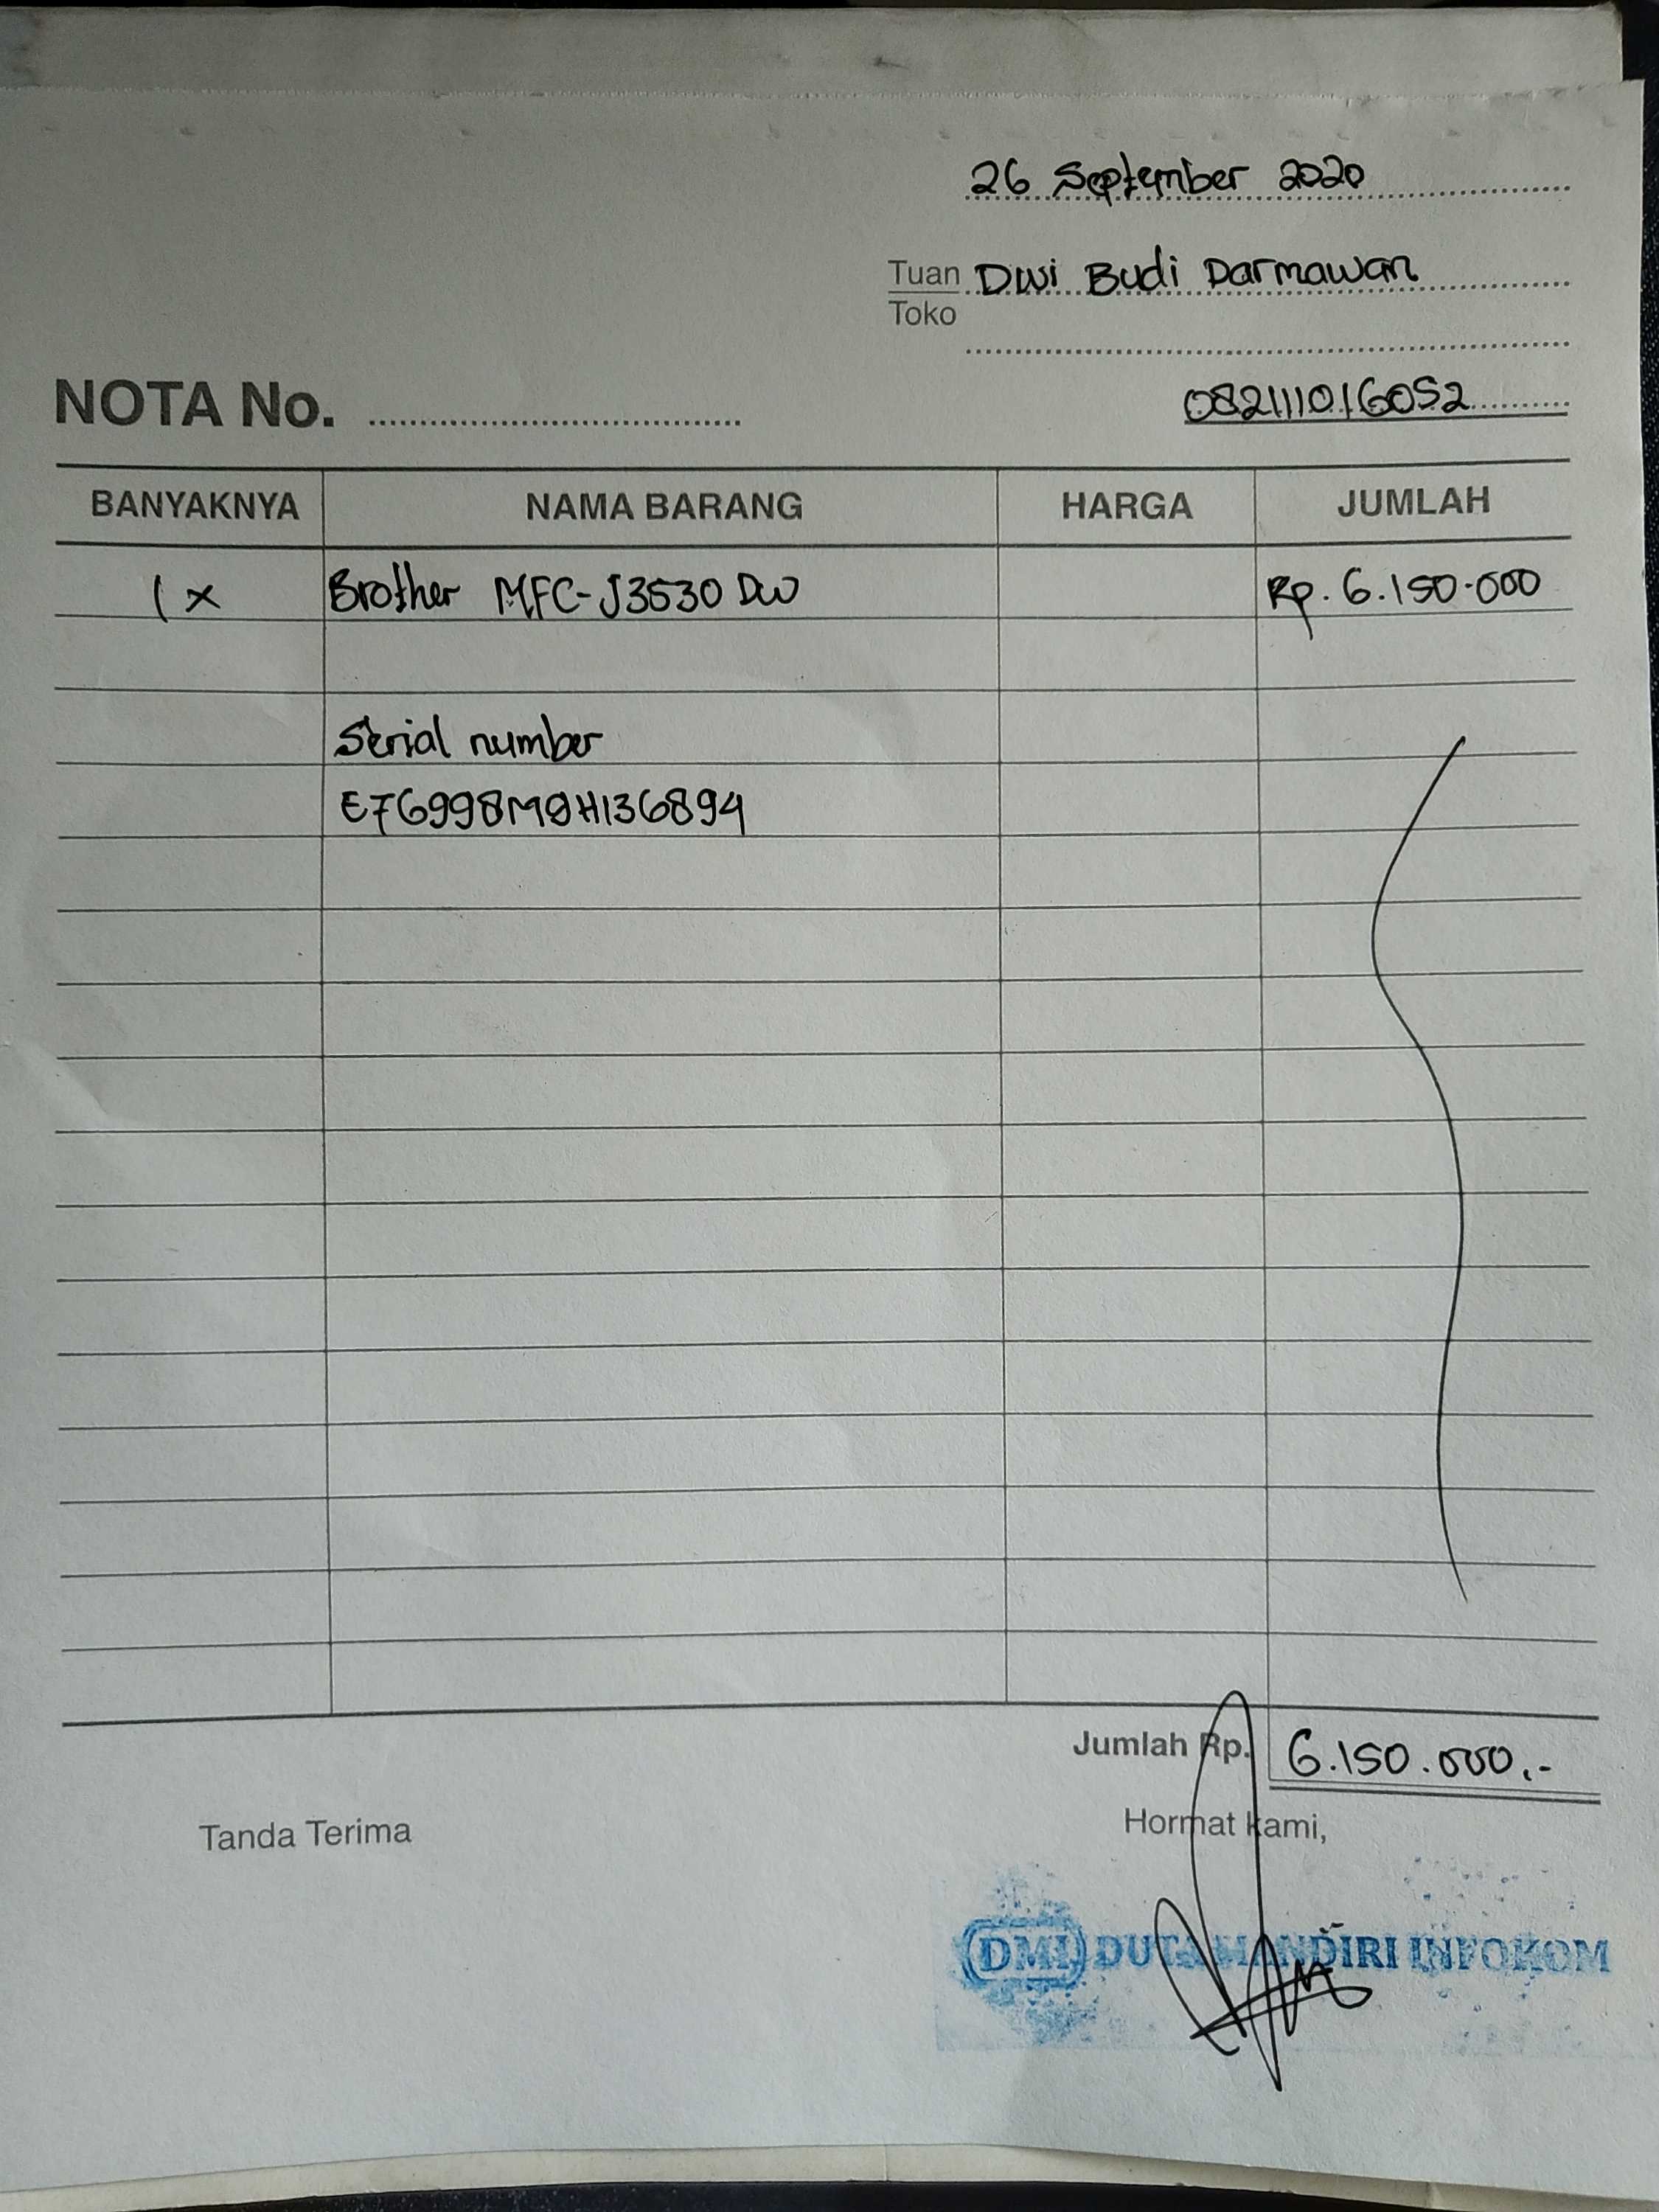 26 September 2020
Tuan Dwi Budi Darmawan
Toko
NOTA No.
082111016052
BANYAKNYA NAMA BARANG HARGA JUMLAH
1 x Brother MFC-J3530 DW Rp. 6.150.000
Serial number
E76998M0H136894
Jumlah Rp. 6.150.000,-
Tanda Terima Hormat kami,
DMI DUTA MANDIRI INFOKOM